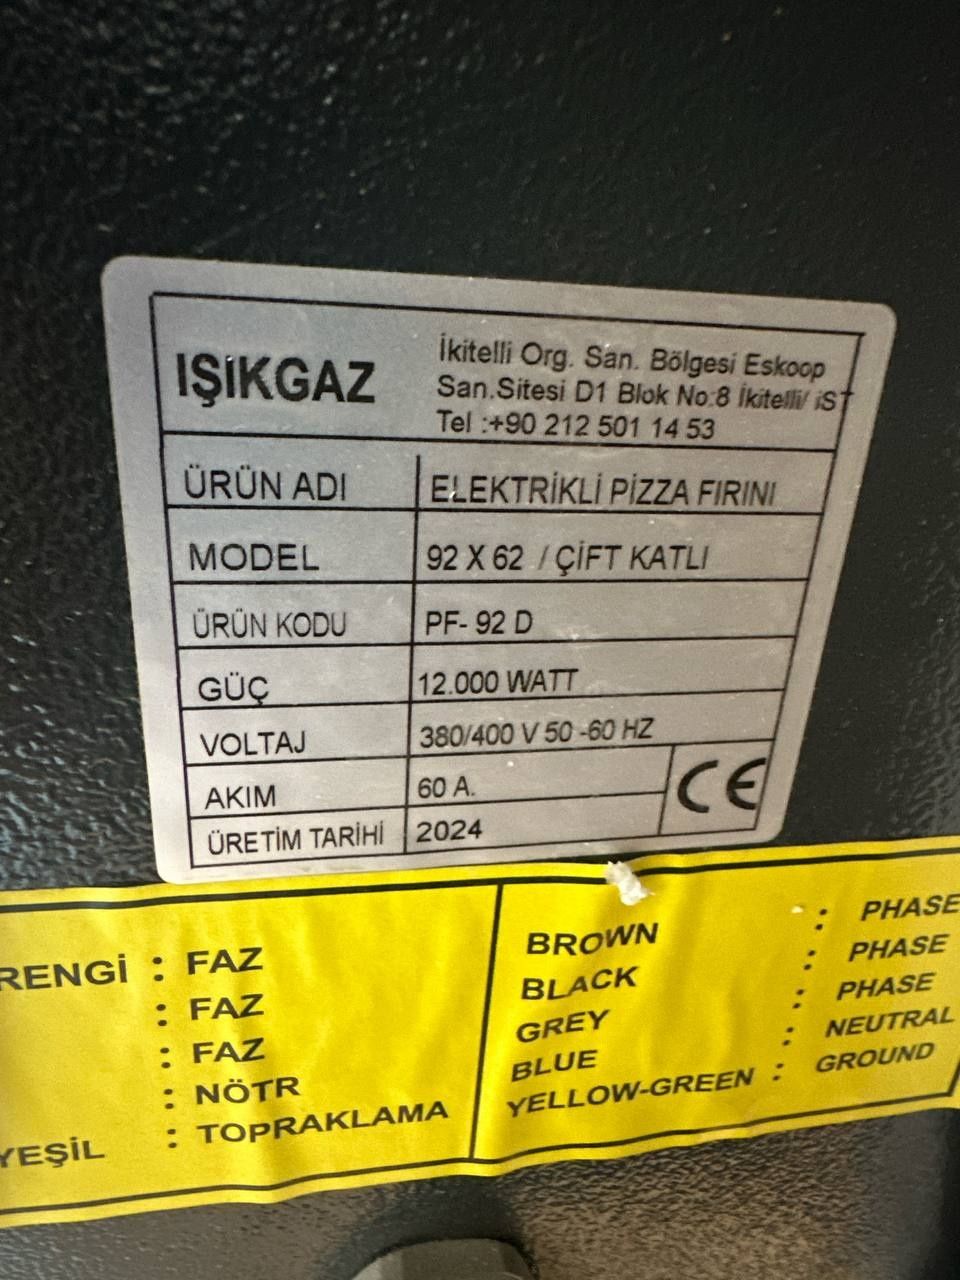 IŞIKGAZ
İkitelli Org. San. Bölgesi Eskoop
San.Sitesi D1 Blok No:8 İkitelli/ iST
Tel :+90 212 501 14 53
ÜRÜN ADI ELEKTRİKLİ PİZZA FIRINI
MODEL 92 X 62 / ÇİFT KATLI
ÜRÜN KODU PF- 92 D
GÜÇ 12.000 WATT
VOLTAJ 380/400 V 50 -60 HZ
AKIM 60 A.
CE
ÜRETİM TARİHİ 2024
RENGİ : FAZ
: FAZ
: FAZ
: NÖTR
YEŞİL : TOPRAKLAMA
BROWN : PHASE
BLACK : PHASE
GREY : PHASE
BLUE : NEUTRAL
YELLOW-GREEN : GROUND